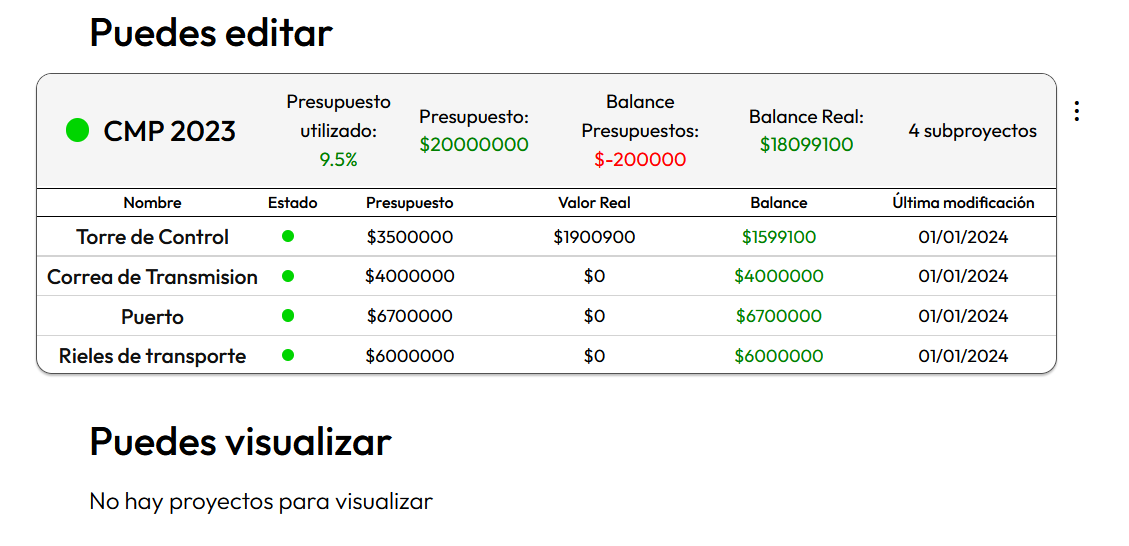 Puedes editar
CMP 2023
Presupuesto
utilizado:
9.5%
Presupuesto:
$20000000
Balance
Presupuestos:
$-200000
Balance Real:
$18099100
4 subproyectos
Nombre Estado Presupuesto Valor Real Balance Última modificación
Torre de Control $3500000 $1900900 $1599100 01/01/2024
Correa de Transmision $4000000 $0 $4000000 01/01/2024
Puerto $6700000 $0 $6700000 01/01/2024
Rieles de transporte $6000000 $0 $6000000 01/01/2024
Puedes visualizar
No hay proyectos para visualizar